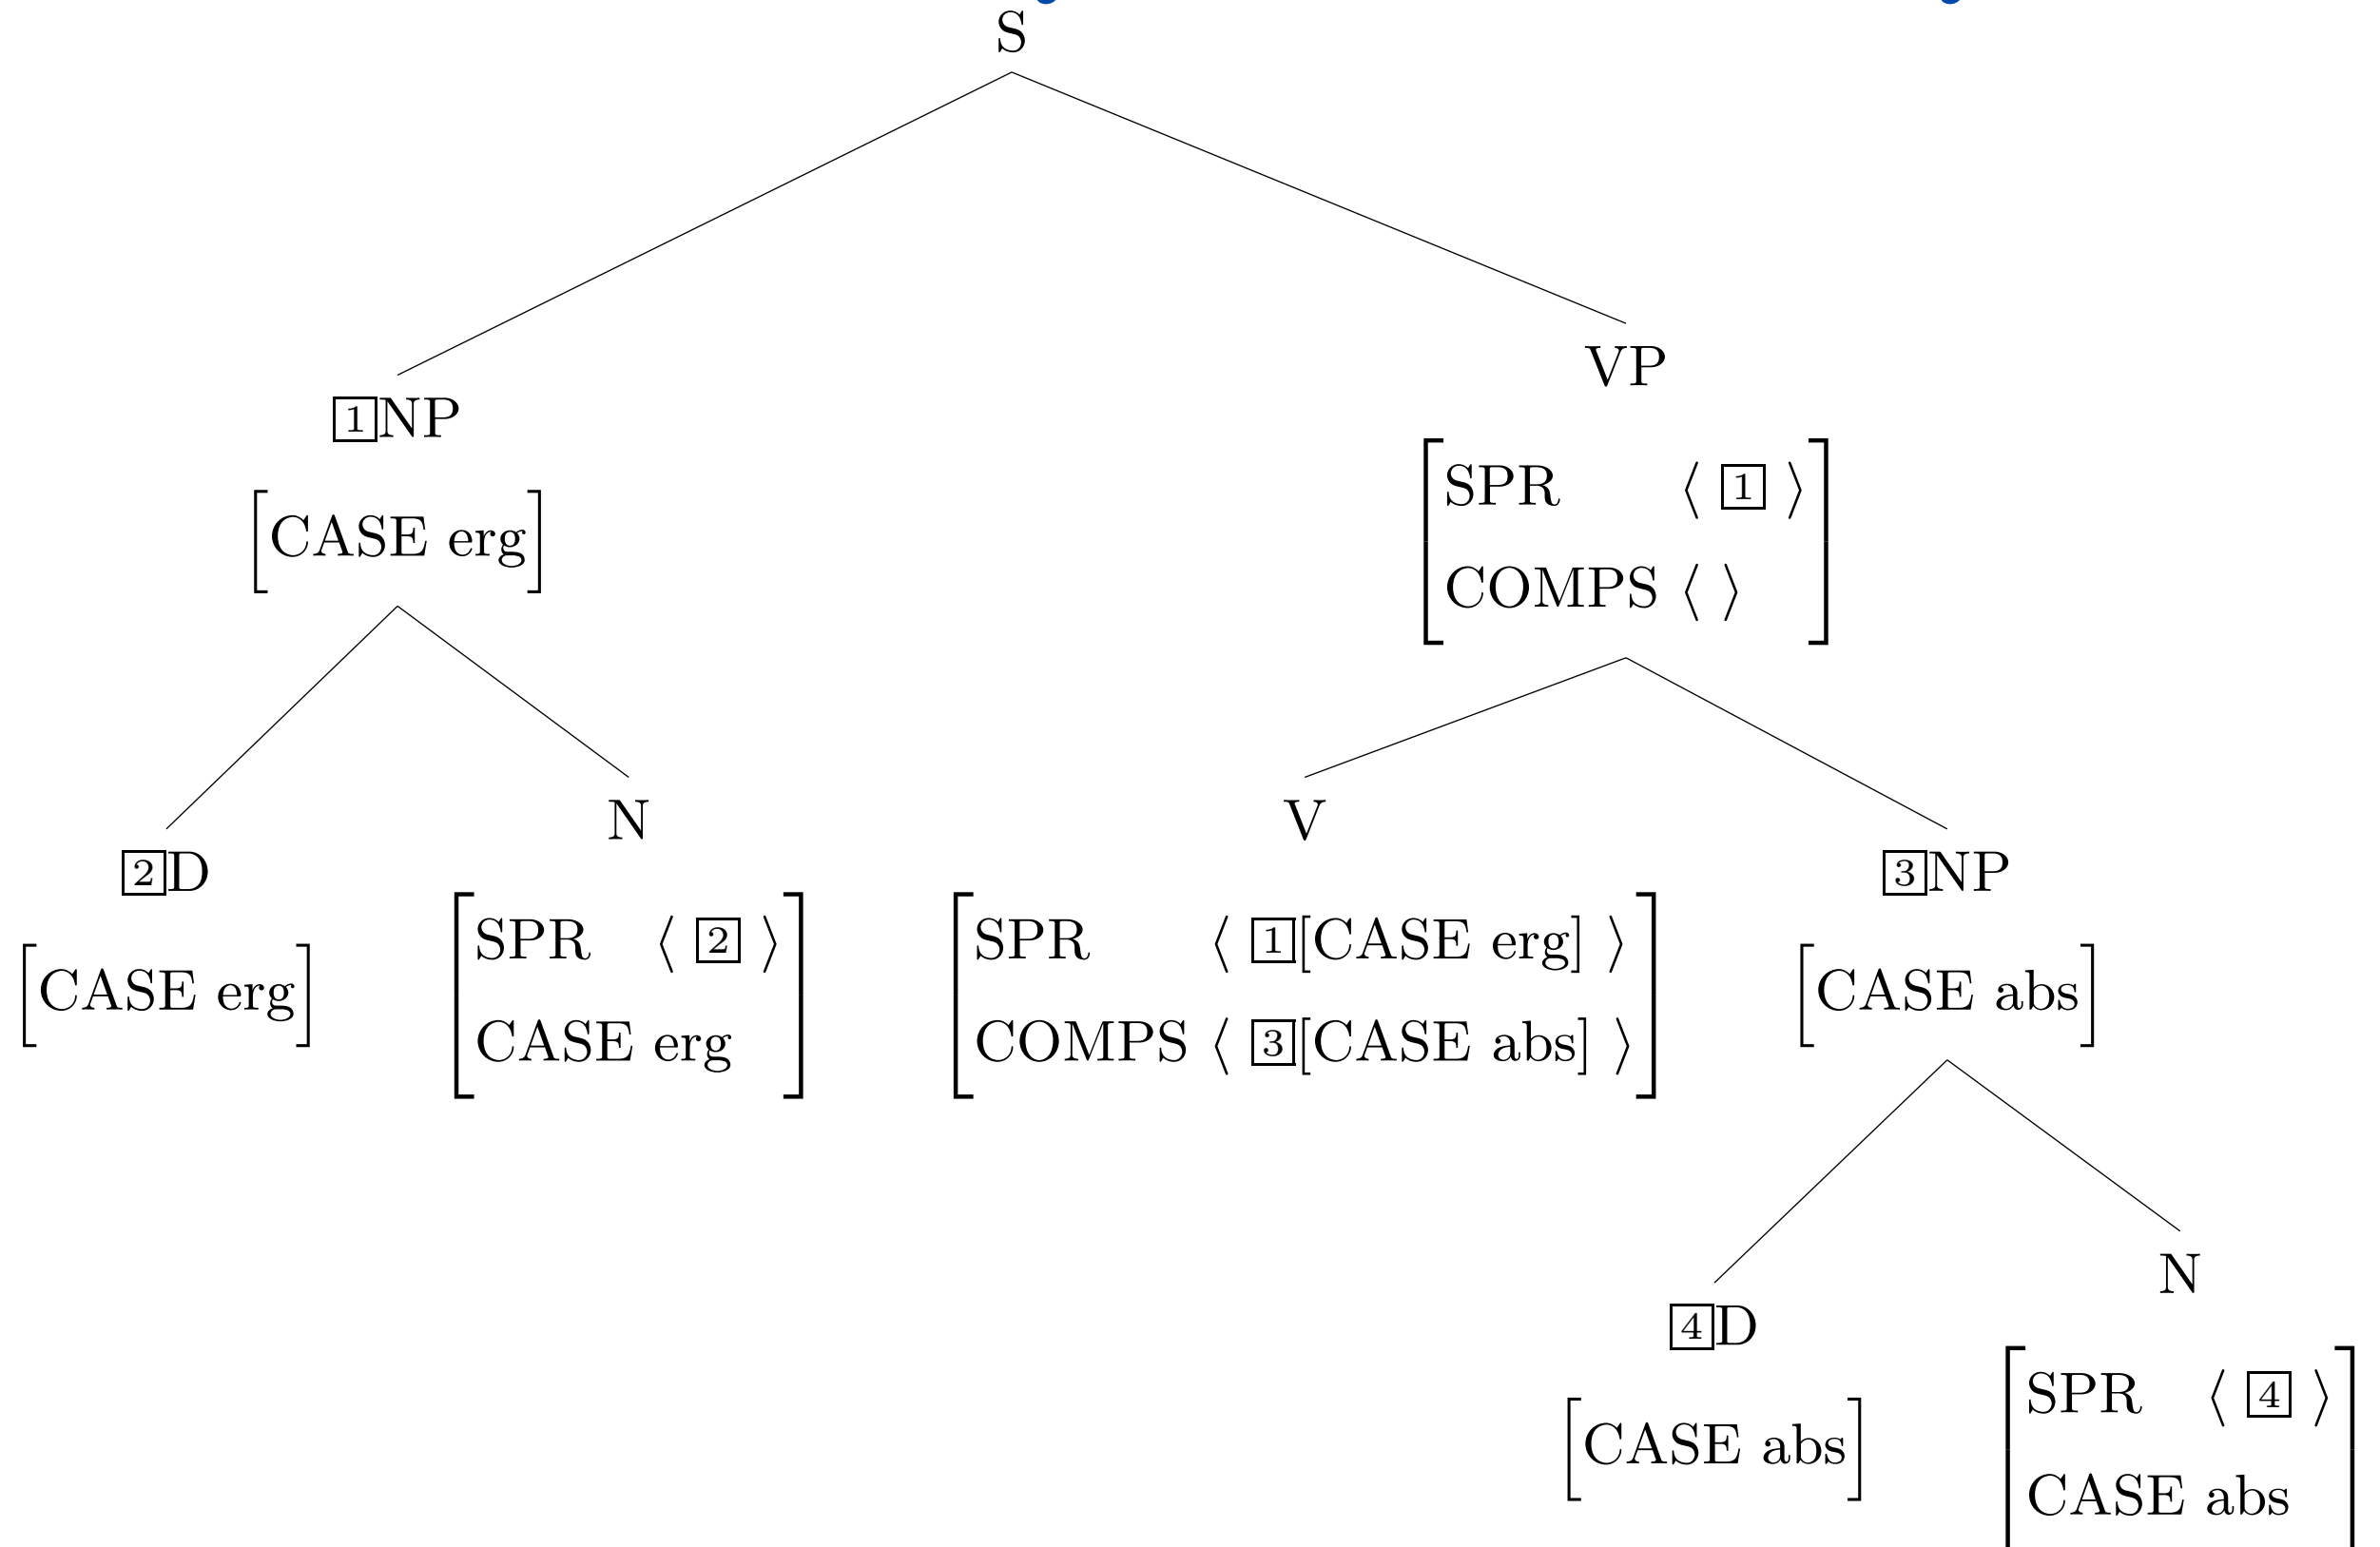 S
1NP
[CASE erg]
VP
SPR ⟨ 1 ⟩
COMPS ⟨ ⟩
2D
[CASE erg]
N
SPR ⟨ 2 ⟩
CASE erg
V
SPR ⟨ 1[CASE erg] ⟩
COMPS ⟨ 3[CASE abs] ⟩
3NP
[CASE abs]
4D
[CASE abs]
N
SPR ⟨ 4 ⟩
CASE abs